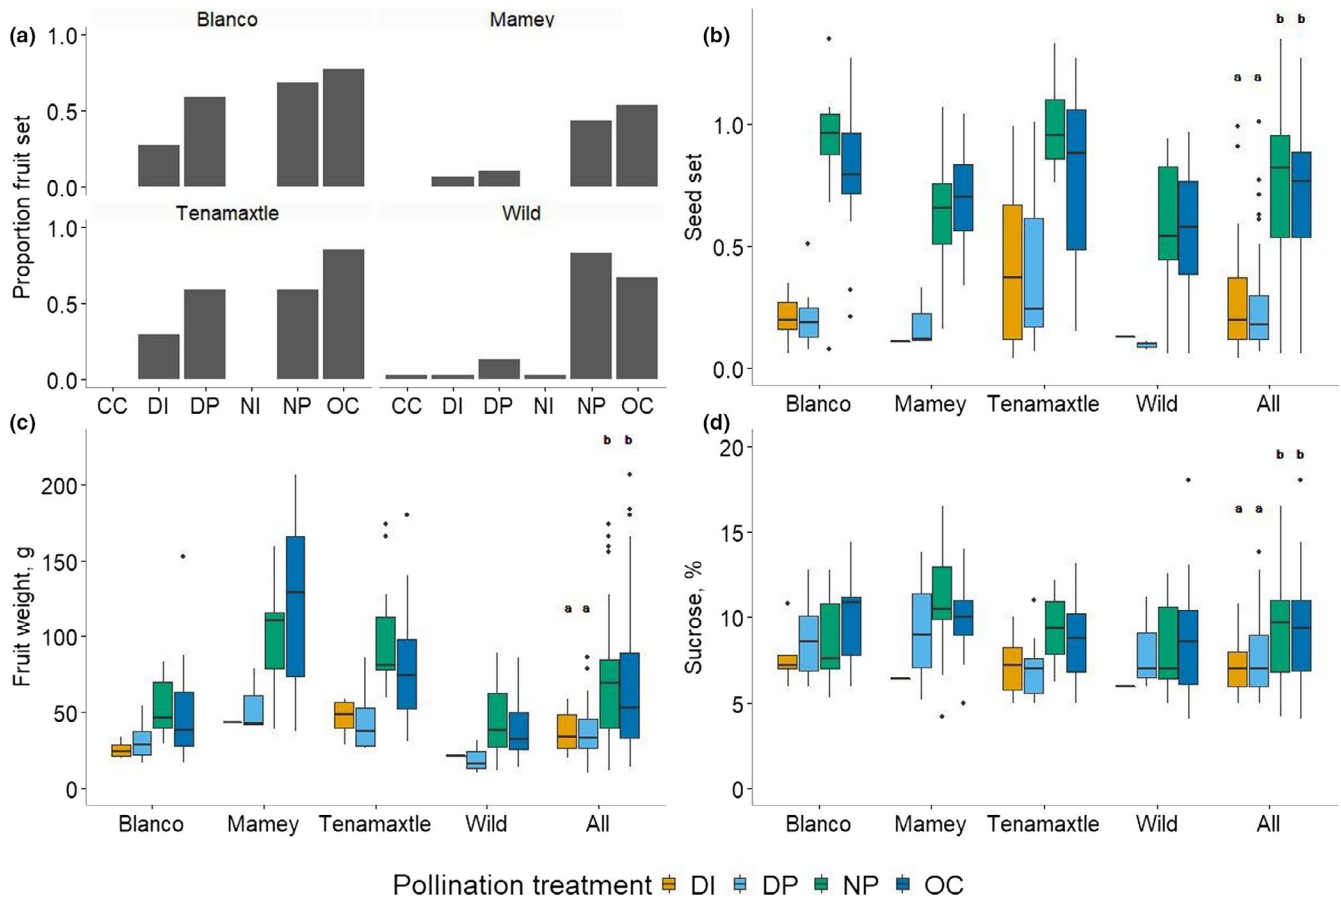 (a)
Blanco
Mamey
1.0
0.5
0.0
Tenamaxtle
Wild
1.0
0.5
0.0
Proportion fruit set
CC DI DP NI NP OC CC DI DP NI NP OC
(b)
b b
a a
1.0
0.5
0.0
Seed set
Blanco Mamey Tenamaxtle Wild All
(c)
b b
200
150
a a
100
50
0
Fruit weight, g
Blanco Mamey Tenamaxtle Wild All
(d)
20
b b
15
a a
10
5
0
Sucrose, %
Blanco Mamey Tenamaxtle Wild All
Pollination treatment DI DP NP OC